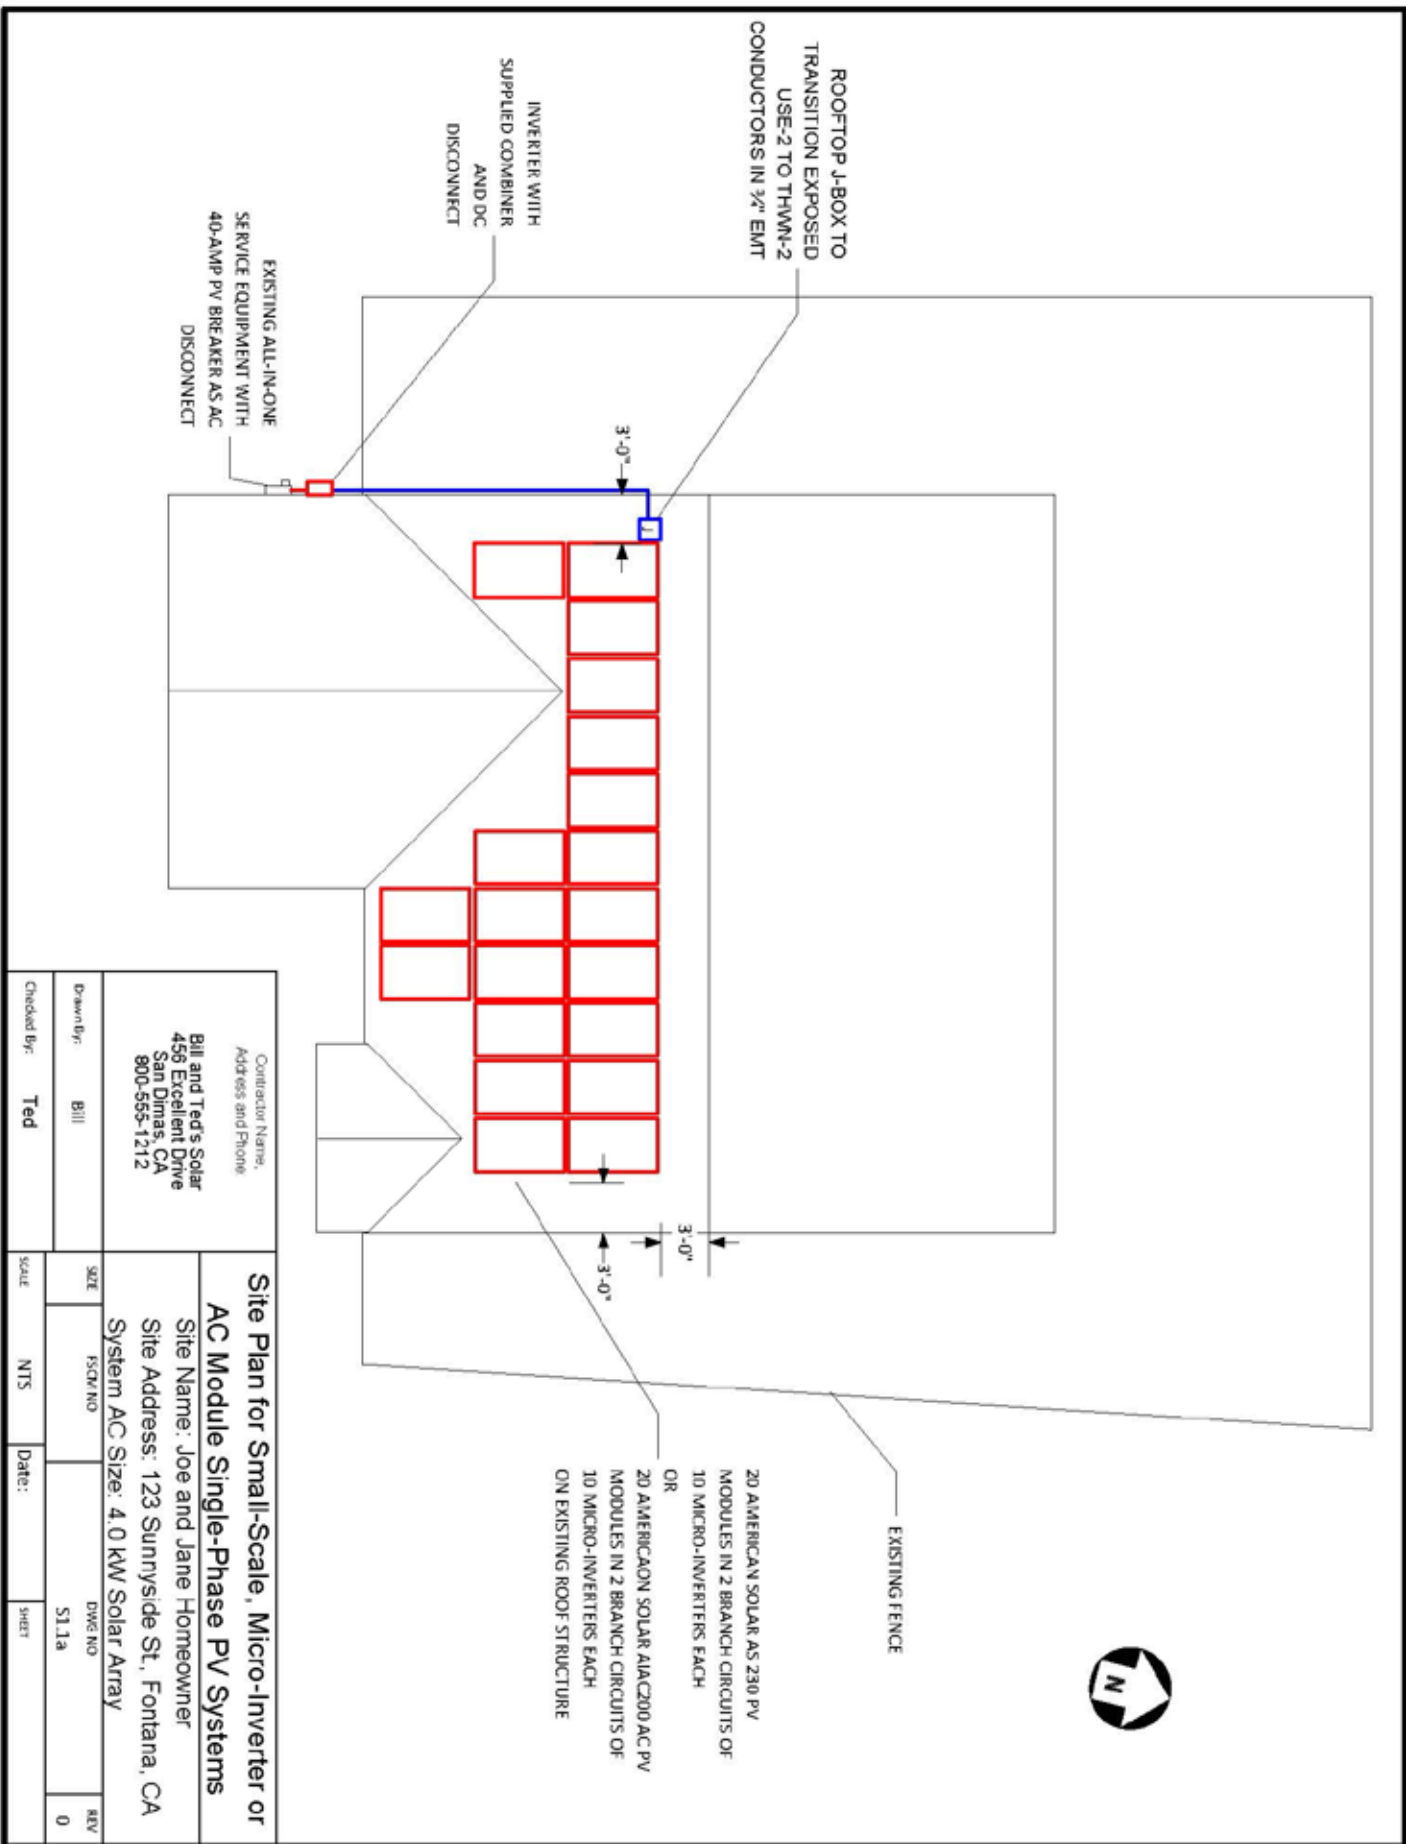 ROOFTOP J-BOX TO
TRANSITION EXPOSED
USE-2 TO THWN-2
CONDUCTORS IN ¾" EMT
INVERTER WITH
SUPPLIED COMBINER
AND DC
DISCONNECT
EXISTING ALL-IN-ONE
SERVICE EQUIPMENT WITH
40-AMP PV BREAKER AS AC
DISCONNECT
3'-0"
J
3'-0"
3'-0"
N
EXISTING FENCE
20 AMERICAN SOLAR AS 230 PV
MODULES IN 2 BRANCH CIRCUITS OF
10 MICRO-INVERTERS EACH
OR
20 AMERICAON SOLAR AIAC200 AC PV
MODULES IN 2 BRANCH CIRCUITS OF
10 MICRO-INVERTERS EACH
ON EXISTING ROOF STRUCTURE
Contractor Name,
Address and Phone:
Bill and Ted's Solar
456 Excellent Drive
San Dimas, CA
800-555-1212
Drawn By: Bill
Checked By: Ted
Site Plan for Small-Scale, Micro-Inverter or
AC Module Single-Phase PV Systems
Site Name: Joe and Jane Homeowner
Site Address: 123 Sunnyside St., Fontana, CA
System AC Size: 4.0 kW Solar Array
SIZE FSCM NO DWG NO REV
S1.1a 0
SCALE NTS Date: SHEET